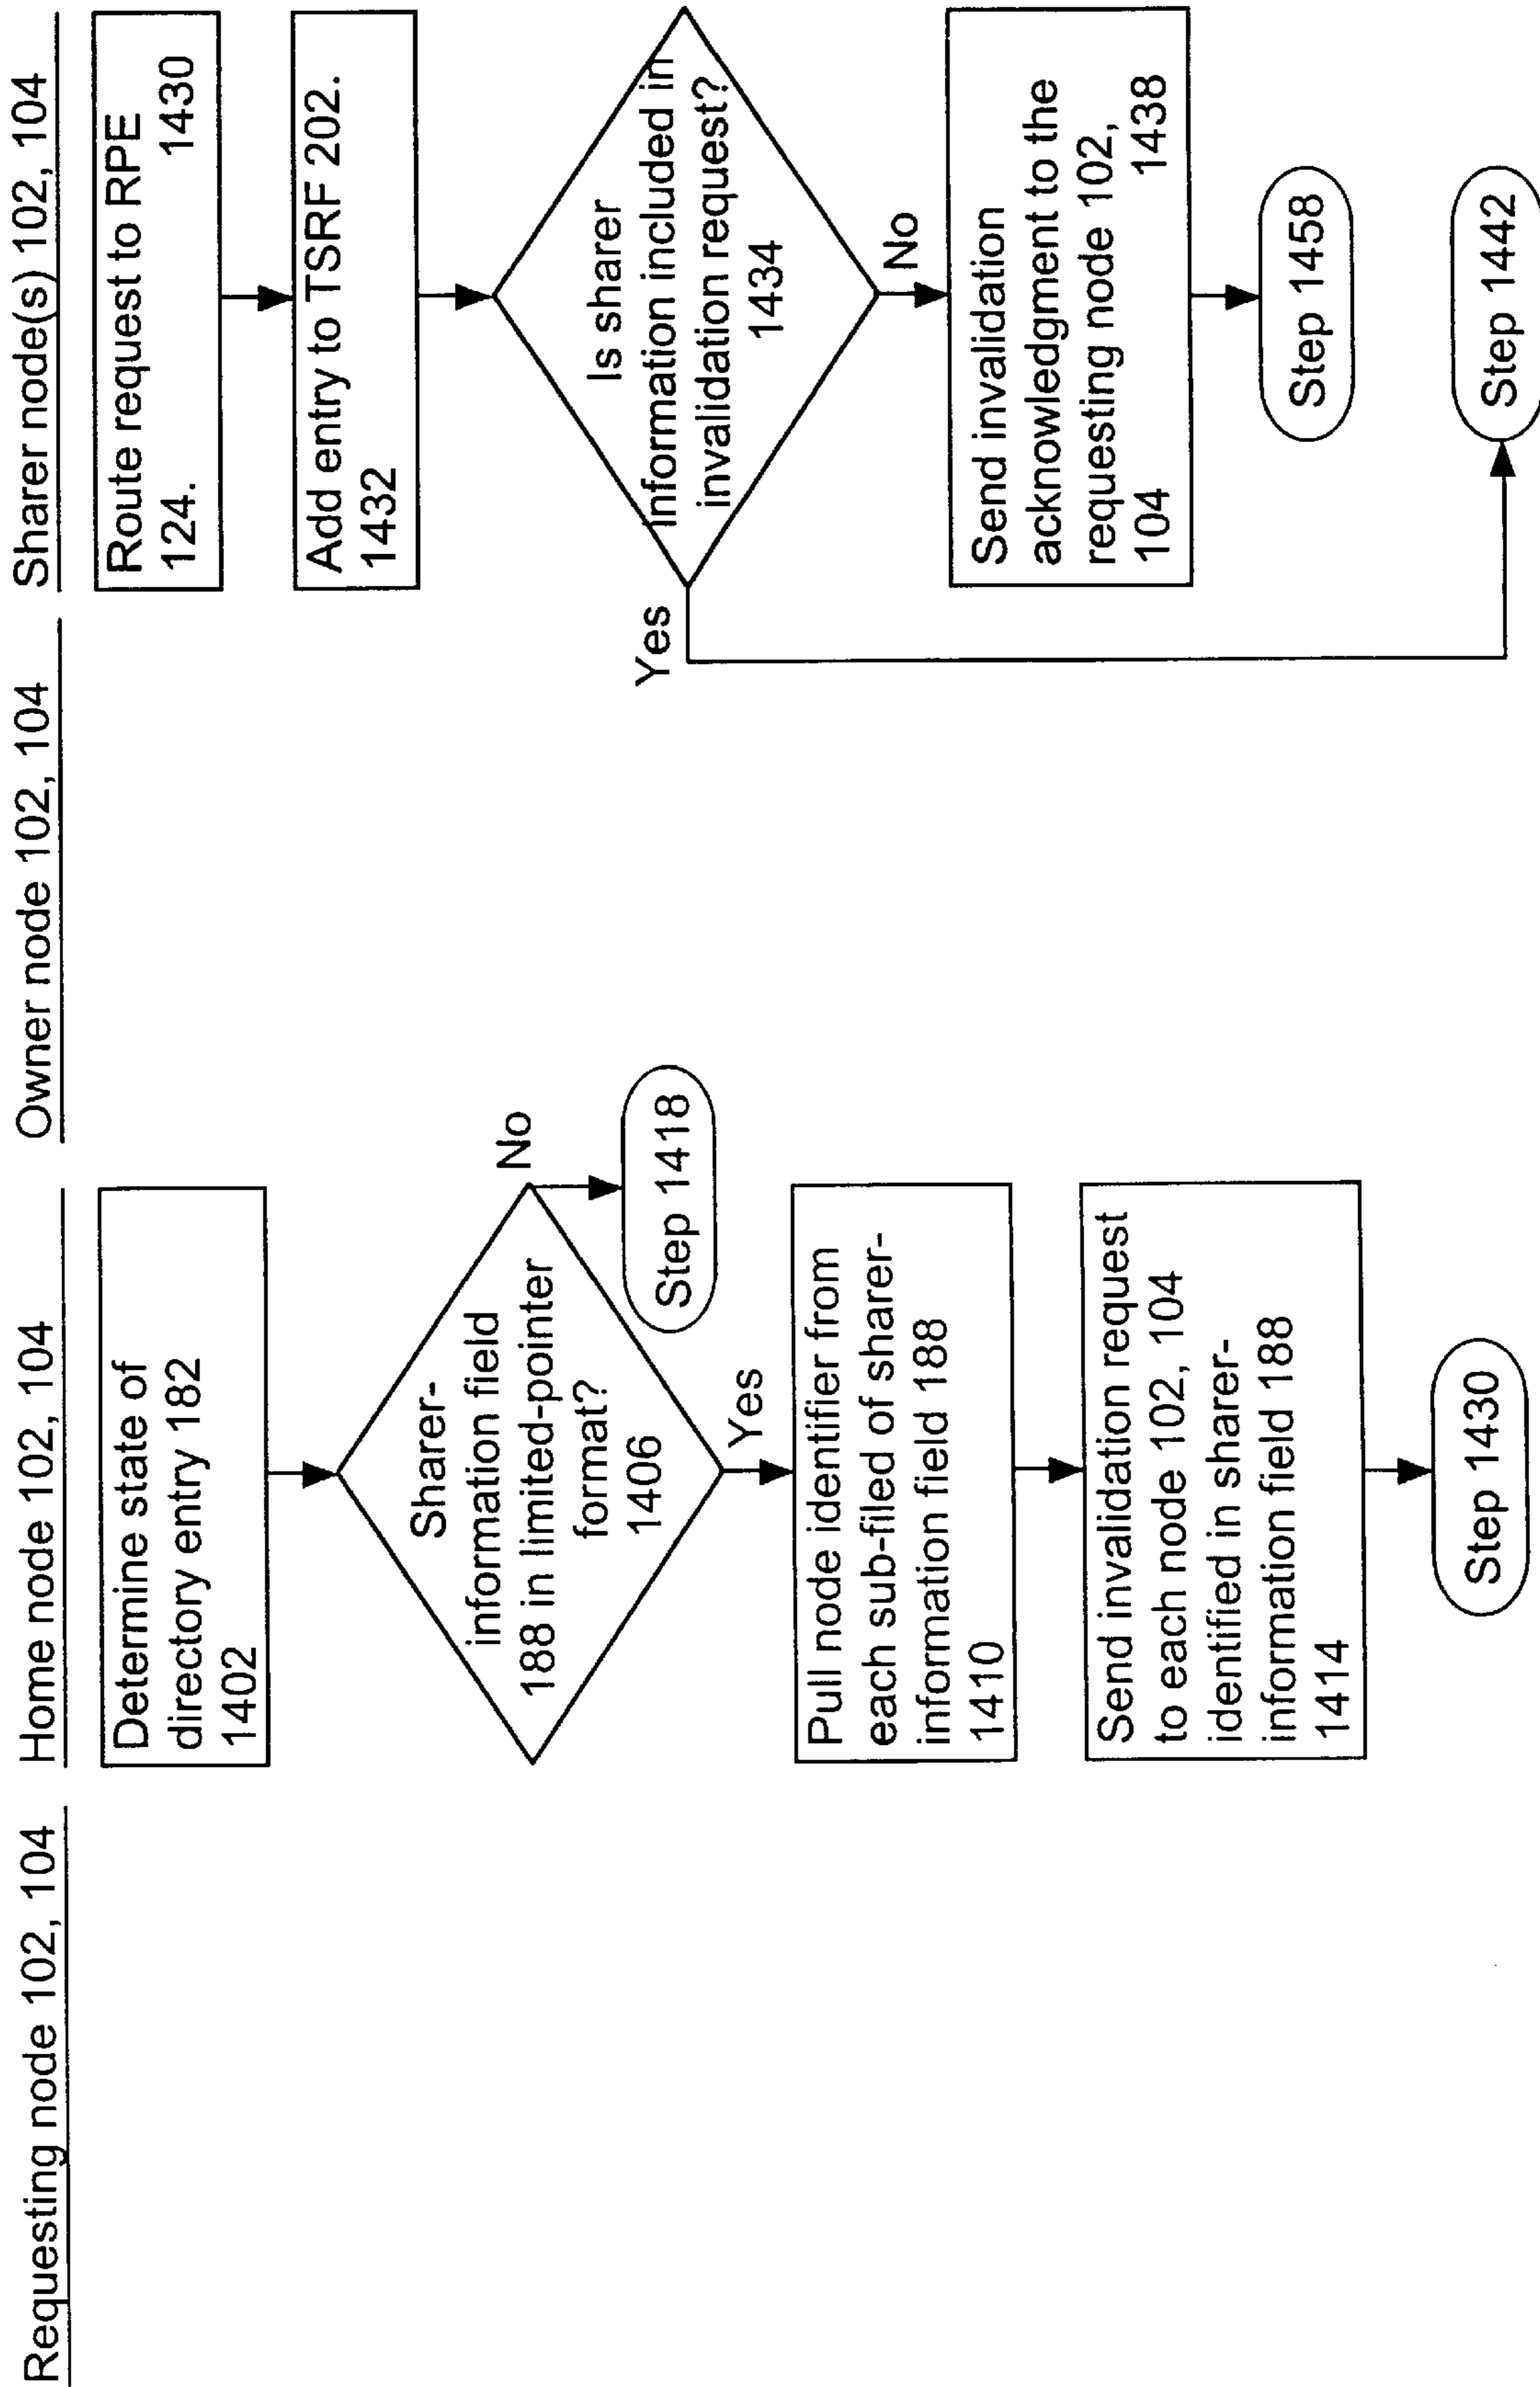 Requesting node 102, 104
Home node 102, 104
Owner node 102, 104
Sharer node(s) 102, 104
Determine state of
directory entry 182
1402
Sharer-
information field
188 in limited-pointer
format?
1406
No
Step 1418
Yes
Pull node identifier from
each sub-filed of sharer-
information field 188
1410
Send invalidation request
to each node 102, 104
identified in sharer-
information field 188
1414
Step 1430
Route request to RPE
124. 1430
Add entry to TSRF 202.
1432
Is sharer
information included in
invalidation request?
1434
Yes
No
Send invalidation
acknowledgment to the
requesting node 102,
104 1438
Step 1458
Step 1442